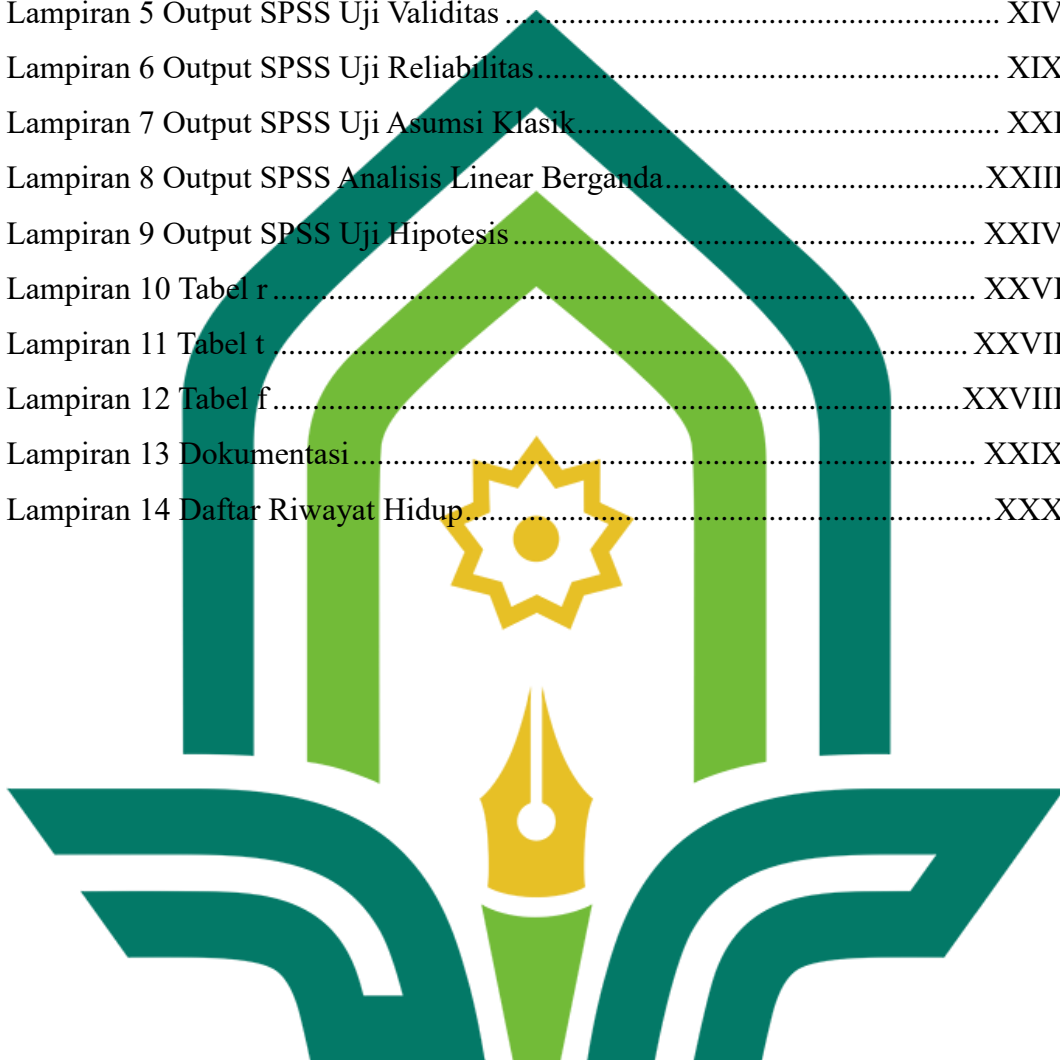 Lampiran 5 Output SPSS Uji Validitas ........................................................... XIV
Lampiran 6 Output SPSS Uji Reliabilitas ....................................................... XIX
Lampiran 7 Output SPSS Uji Asumsi Klasik .................................................. XXI
Lampiran 8 Output SPSS Analisis Linear Berganda ...................................... XXIII
Lampiran 9 Output SPSS Uji Hipotesis ....................................................... XXIV
Lampiran 10 Tabel r .................................................................................... XXVI
Lampiran 11 Tabel t ................................................................................... XXVII
Lampiran 12 Tabel f .................................................................................. XXVIII
Lampiran 13 Dokumentasi .......................................................................... XXIX
Lampiran 14 Daftar Riwayat Hidup .............................................................. XXX